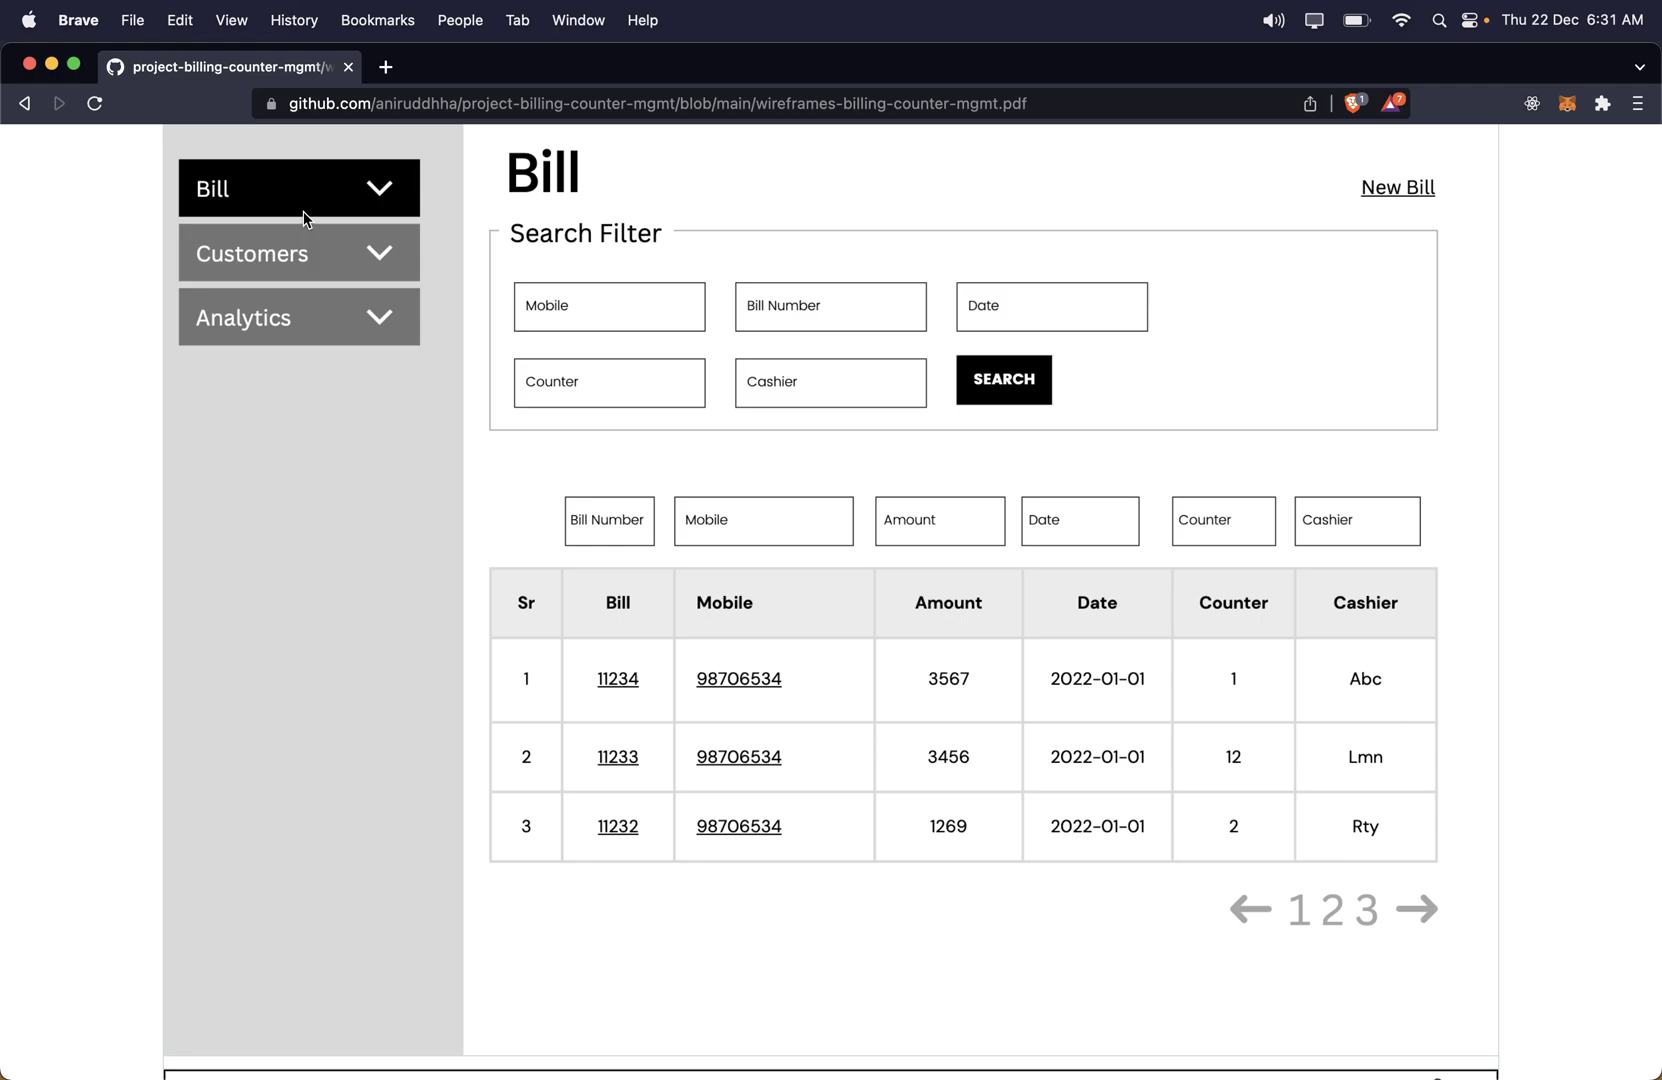 Brave File Edit View History Bookmarks People Tab Window Help Thu 22 Dec 6:31 AM
project-billing-counter-mgmt/w
github.com/aniruddhha/project-billing-counter-mgmt/blob/main/wireframes-billing-counter-mgmt.pdf 1 7
Bill
Customers
Analytics
Bill
New Bill
Search Filter
Mobile Bill Number Date
Counter Cashier SEARCH
Bill Number Mobile Amount Date Counter Cashier
Sr Bill Mobile Amount Date Counter Cashier
1 11234 98706534 3567 2022-01-01 1 Abc
2 11233 98706534 3456 2022-01-01 12 Lmn
3 11232 98706534 1269 2022-01-01 2 Rty
← 1 2 3 →